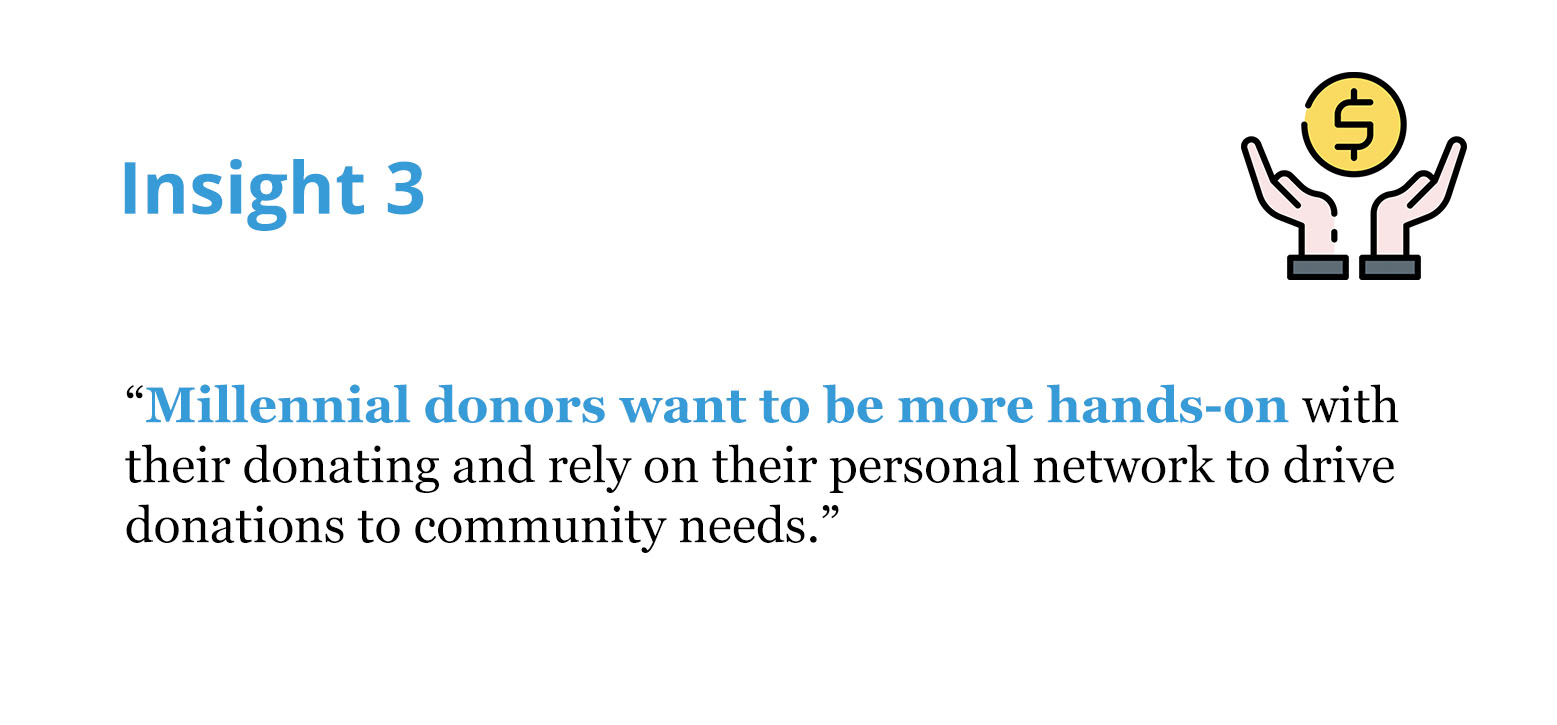 Insight 3
“Millennial donors want to be more hands-on with
their donating and rely on their personal network to drive
donations to community needs.”